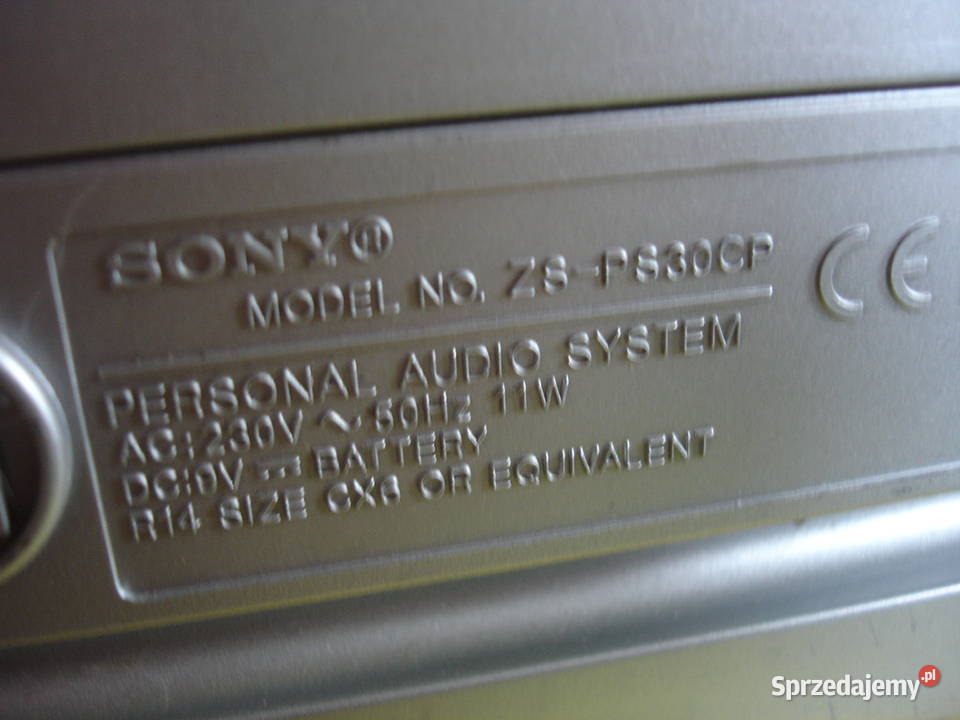 SONY®
MODEL NO. ZS-PS30CP
CE
PERSONAL AUDIO SYSTEM
AC:230V ~ 50Hz 11W
DC:9V ⎓ BATTERY
R14 SIZE CX6 OR EQUIVALENT
Sprzedajemy.pl